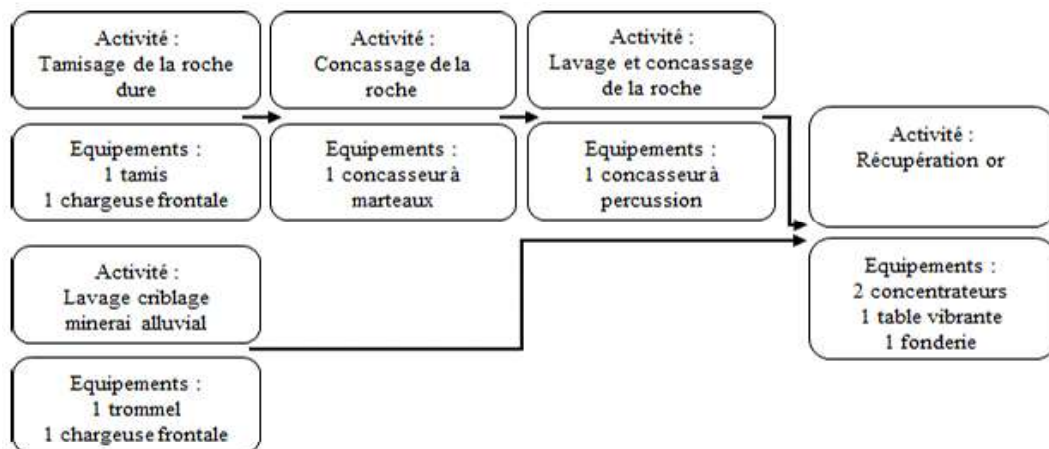 Activité :
Tamisage de la roche
dure
Equipements :
1 tamis
1 chargeuse frontale
Activité :
Concassage de la
roche
Equipements :
1 concasseur à
marteaux
Activité :
Lavage et concassage
de la roche
Equipements :
1 concasseur à
percussion
Activité :
Récupération or
Equipements :
2 concentrateurs
1 table vibrante
1 fonderie
Activité :
Lavage criblage
minerai alluvial
Equipements :
1 trommel
1 chargeuse frontale